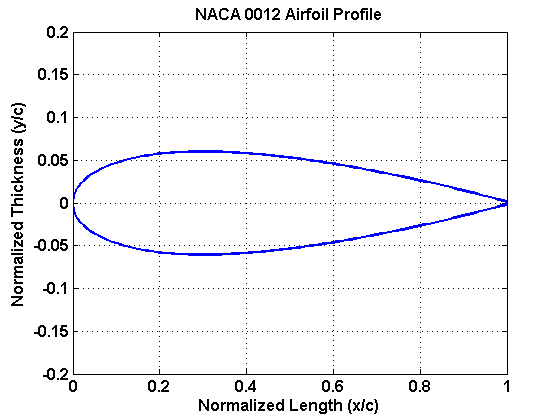 NACA 0012 Airfoil Profile
Normalized Thickness (y/c)
0.2
0.15
0.1
0.05
0
-0.05
-0.1
-0.15
-0.2
0 0.2 0.4 0.6 0.8 1
Normalized Length (x/c)